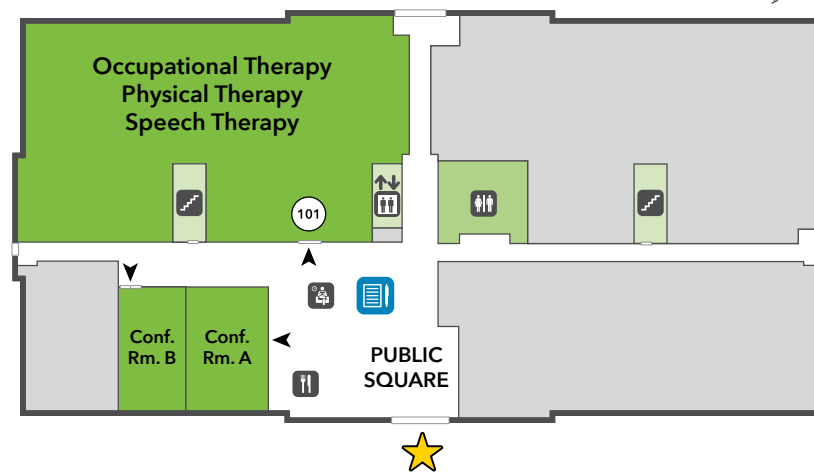 Occupational Therapy
Physical Therapy
Speech Therapy
101
Conf.
Rm. B
Conf.
Rm. A
PUBLIC
SQUARE